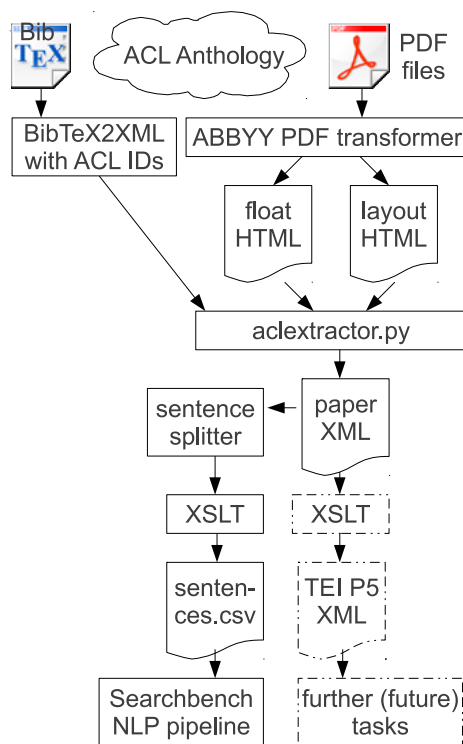 Bib
TEX
ACL Anthology
PDF
files
BibTeX2XML
with ACL IDs
ABBYY PDF transformer
float
HTML
layout
HTML
aclextractor.py
sentence
splitter
paper
XML
XSLT
XSLT
senten-
ces.csv
TEI P5
XML
Searchbench
NLP pipeline
further (future)
tasks